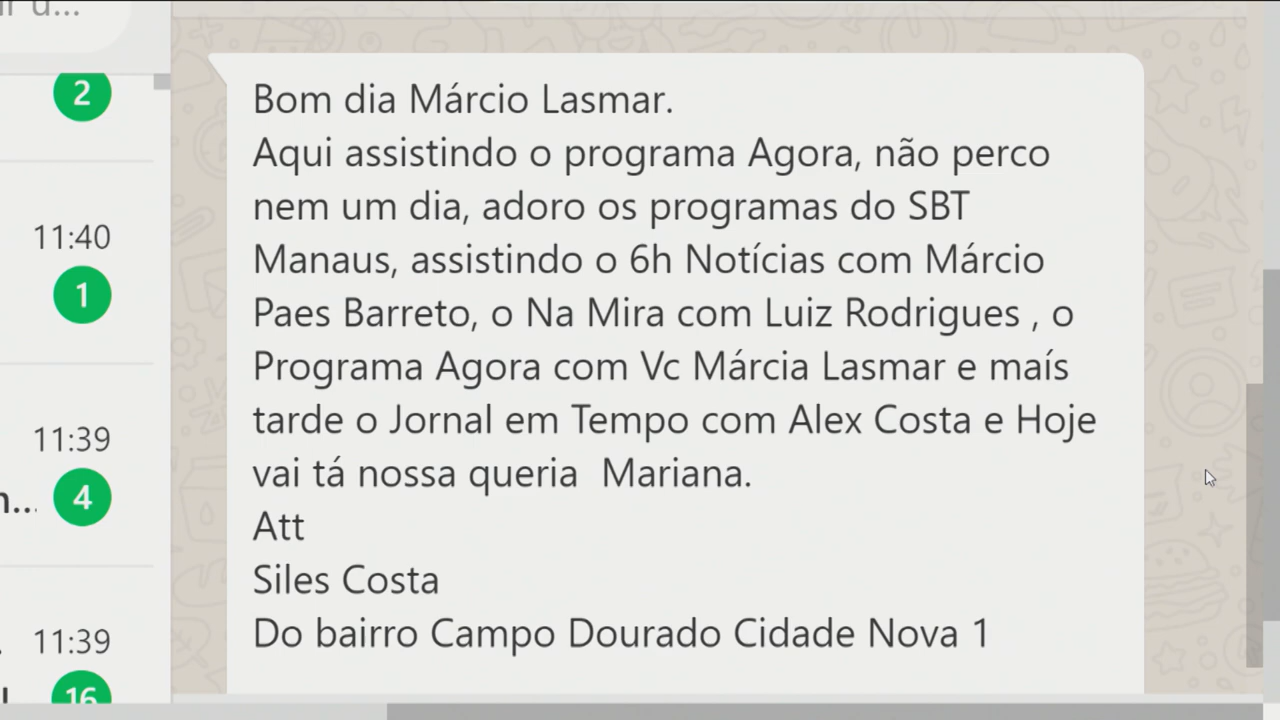 2
11:40
1
11:39
4
11:39
16
Bom dia Márcio Lasmar.
Aqui assistindo o programa Agora, não perco
nem um dia, adoro os programas do SBT
Manaus, assistindo o 6h Notícias com Márcio
Paes Barreto, o Na Mira com Luiz Rodrigues , o
Programa Agora com Vc Márcia Lasmar e maís
tarde o Jornal em Tempo com Alex Costa e Hoje
vai tá nossa queria  Mariana.
Att
Siles Costa
Do bairro Campo Dourado Cidade Nova 1